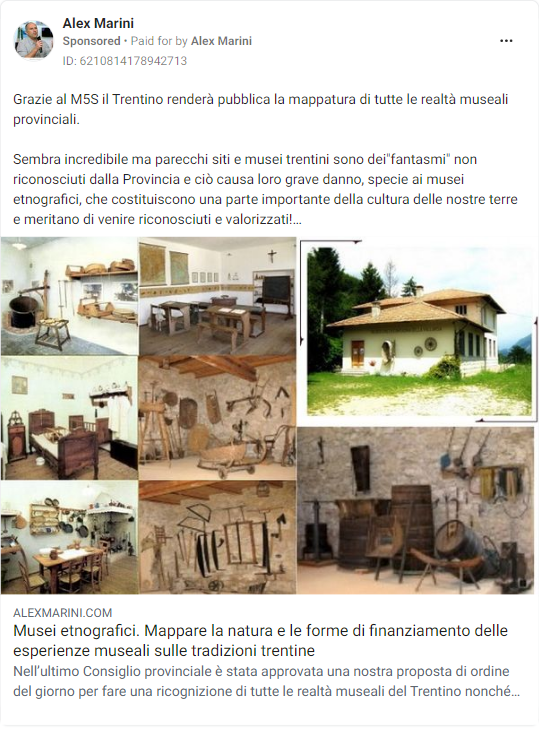 Alex Marini
Sponsored • Paid for by Alex Marini
ID: 6210814178942713
Grazie al M5S il Trentino renderà pubblica la mappatura di tutte le realtà museali
provinciali.
Sembra incredibile ma parecchi siti e musei trentini sono dei"fantasmi" non
riconosciuti dalla Provincia e ciò causa loro grave danno, specie ai musei
etnografici, che costituiscono una parte importante della cultura delle nostre terre
e meritano di venire riconosciuti e valorizzati!...
ALEXMARINI.COM
Musei etnografici. Mappare la natura e le forme di finanziamento delle
esperienze museali sulle tradizioni trentine
Nell'ultimo Consiglio provinciale è stata approvata una nostra proposta di ordine
del giorno per fare una ricognizione di tutte le realtà museali del Trentino nonché...